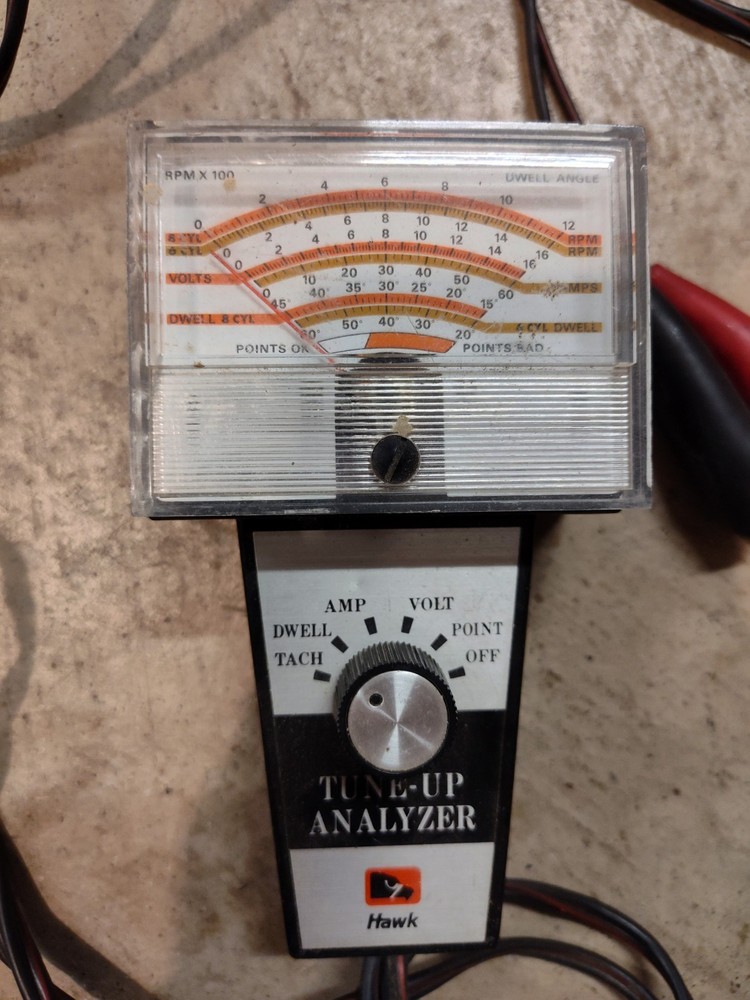 RPM X 100 DWELL ANGLE
0 2 4 6 8 10 12
RPM
0 2 4 6 8 10 12 14 16
RPM
0 2 4 6 8 10 12 14 16
VOLTS
0 10 20 30 40 50 60
45° 40° 35° 30° 25° 20° 15°
DWELL 8 CYL 6 CYL DWELL
50° 40° 30° 20°
POINTS OK POINTS BAD
AMP VOLT
DWELL POINT
TACH OFF
TUNE-UP
ANALYZER
Hawk